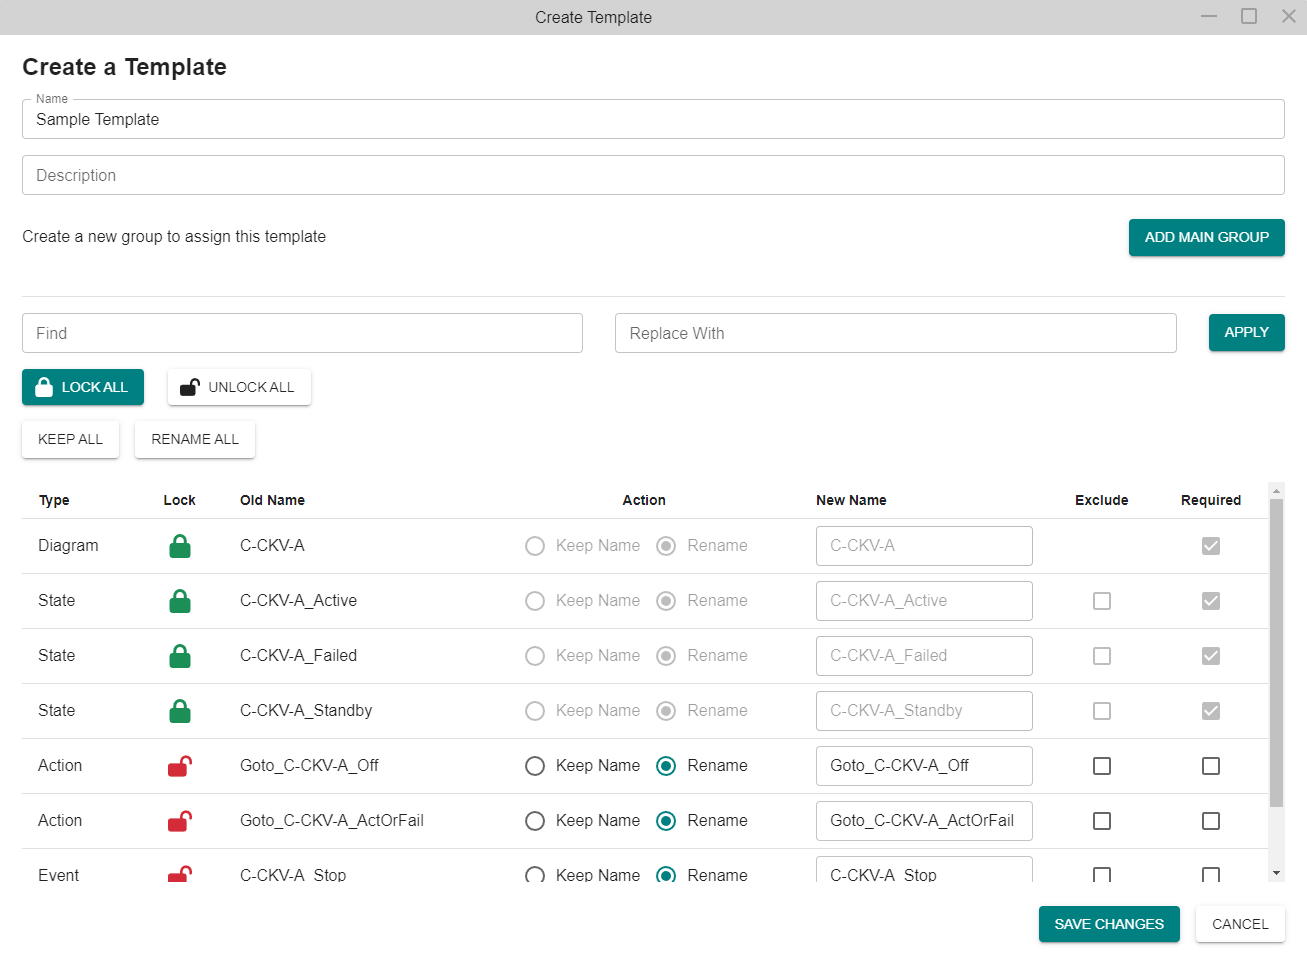 Create Template
Create a Template
Name
Sample Template
Description
Create a new group to assign this template
ADD MAIN GROUP
Find
Replace With
APPLY
LOCK ALL
UNLOCK ALL
KEEP ALL
RENAME ALL
Type Lock Old Name Action New Name Exclude Required
Diagram C-CKV-A Keep Name Rename C-CKV-A
State C-CKV-A_Active Keep Name Rename C-CKV-A_Active
State C-CKV-A_Failed Keep Name Rename C-CKV-A_Failed
State C-CKV-A_Standby Keep Name Rename C-CKV-A_Standby
Action Goto_C-CKV-A_Off Keep Name Rename Goto_C-CKV-A_Off
Action Goto_C-CKV-A_ActOrFail Keep Name Rename Goto_C-CKV-A_ActOrFail
Event C-CKV-A_Stop Keep Name Rename C-CKV-A_Stop
SAVE CHANGES
CANCEL